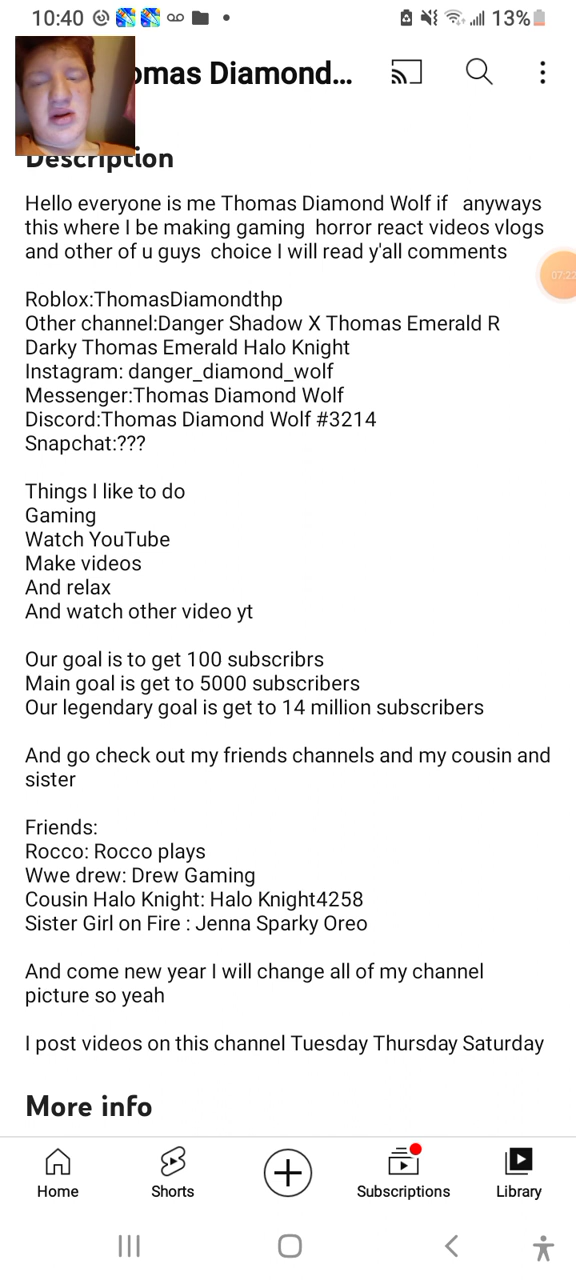 10:40
13%
omas Diamond...
Description
Hello everyone is me Thomas Diamond Wolf if anyways
this where I be making gaming horror react videos vlogs
and other of u guys choice I will read y'all comments
07:22
Roblox:ThomasDiamondthp
Other channel:Danger Shadow X Thomas Emerald R
Darky Thomas Emerald Halo Knight
Instagram: danger_diamond_wolf
Messenger:Thomas Diamond Wolf
Discord:Thomas Diamond Wolf #3214
Snapchat:???
Things I like to do
Gaming
Watch YouTube
Make videos
And relax
And watch other video yt
Our goal is to get 100 subscribrs
Main goal is get to 5000 subscribers
Our legendary goal is get to 14 million subscribers
And go check out my friends channels and my cousin and
sister
Friends:
Rocco: Rocco plays
Wwe drew: Drew Gaming
Cousin Halo Knight: Halo Knight4258
Sister Girl on Fire : Jenna Sparky Oreo
And come new year I will change all of my channel
picture so yeah
I post videos on this channel Tuesday Thursday Saturday
More info
Home
Shorts
Subscriptions
Library